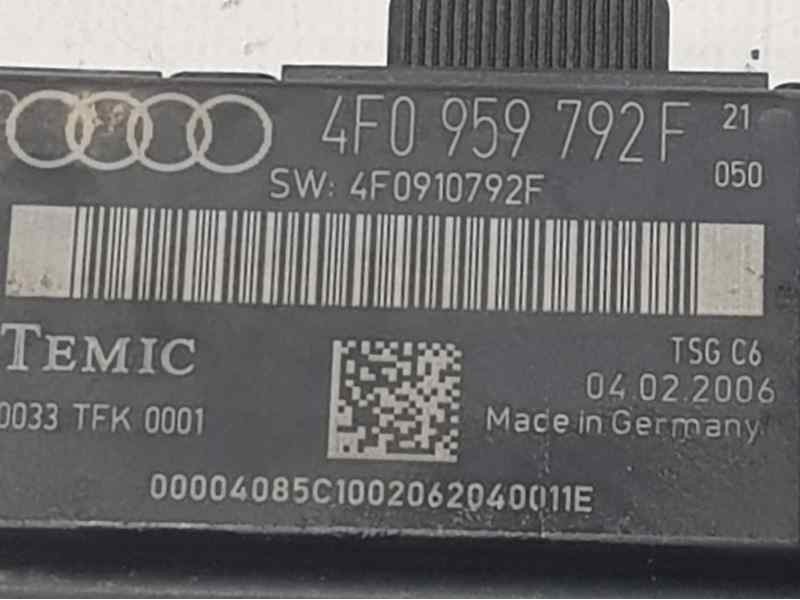 4F0 959 792F 21
SW: 4F0910792F 050
TEMIC
TSG C6
04.02.2006
0033 TFK 0001
Made in Germany
00004085C1002062040011E